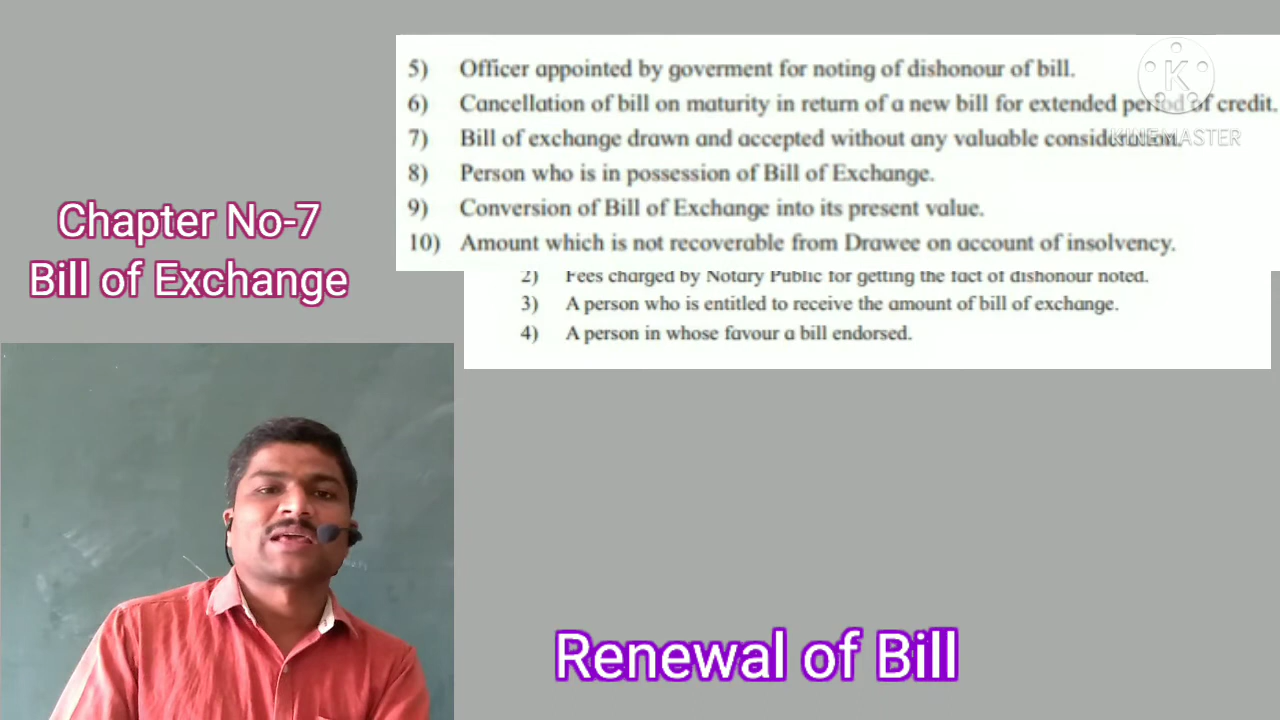 5) Officer appointed by goverment for noting of dishonour of bill.
6) Cancellation of bill on maturity in return of a new bill for extended period of credit.
7) Bill of exchange drawn and accepted without any valuable consideration.
8) Person who is in possession of Bill of Exchange.
9) Conversion of Bill of Exchange into its present value.
10) Amount which is not recoverable from Drawee on account of insolvency.
2) Fees charged by Notary Public for getting the fact of dishonour noted.
3) A person who is entitled to receive the amount of bill of exchange.
4) A person in whose favour a bill endorsed.
Chapter No-7
Bill of Exchange
Renewal of Bill
K
KINEMASTER